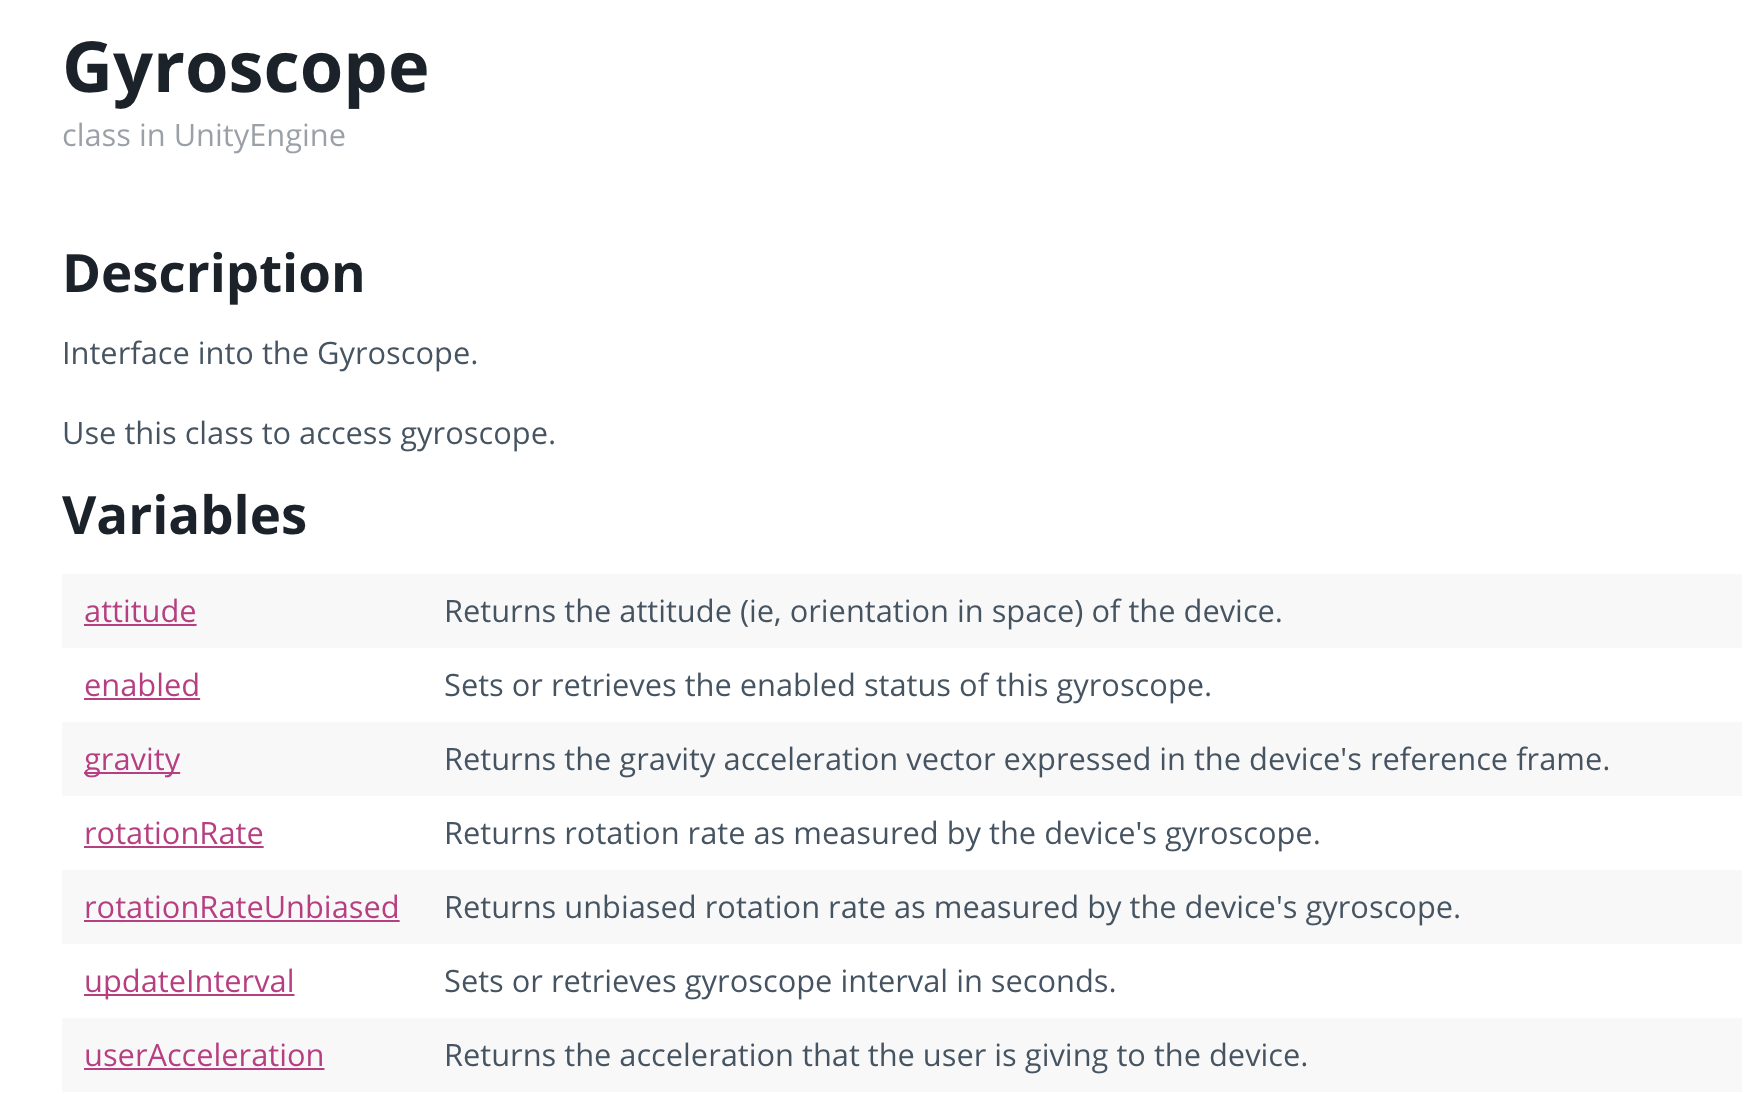 Gyroscope
class in UnityEngine
Description
Interface into the Gyroscope.
Use this class to access gyroscope.
Variables
attitude Returns the attitude (ie, orientation in space) of the device.
enabled Sets or retrieves the enabled status of this gyroscope.
gravity Returns the gravity acceleration vector expressed in the device's reference frame.
rotationRate Returns rotation rate as measured by the device's gyroscope.
rotationRateUnbiased Returns unbiased rotation rate as measured by the device's gyroscope.
updateInterval Sets or retrieves gyroscope interval in seconds.
userAcceleration Returns the acceleration that the user is giving to the device.